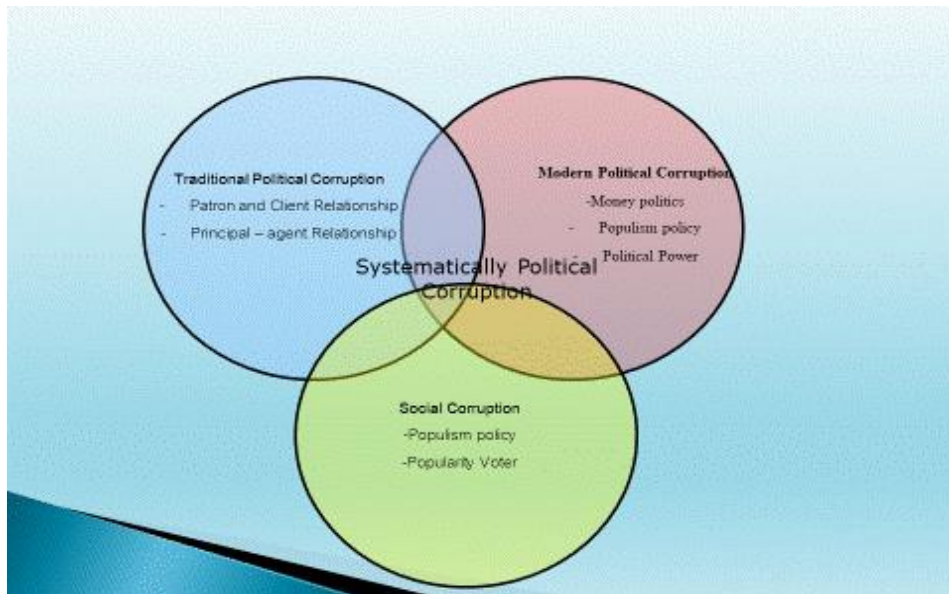 Traditional Political Corruption
- Patron and Client Relationship
- Principal – agent Relationship
Modern Political Corruption
-Money politics
- Populism policy
- Political Power
Systematically Political
Corruption
Social Corruption
-Populism policy
-Popularity Voter